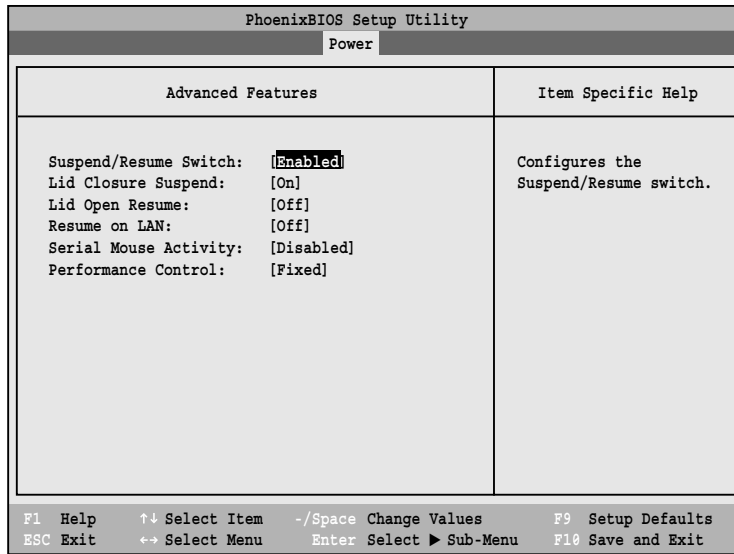 PhoenixBIOS Setup Utility
Power
Advanced Features
Item Specific Help
Suspend/Resume Switch: [Enabled]
Lid Closure Suspend: [On]
Lid Open Resume: [Off]
Resume on LAN: [Off]
Serial Mouse Activity: [Disabled]
Performance Control: [Fixed]
Configures the
Suspend/Resume switch.
F1 Help ↑↓ Select Item -/Space Change Values F9 Setup Defaults
ESC Exit ←→ Select Menu Enter Select ▶ Sub-Menu F10 Save and Exit